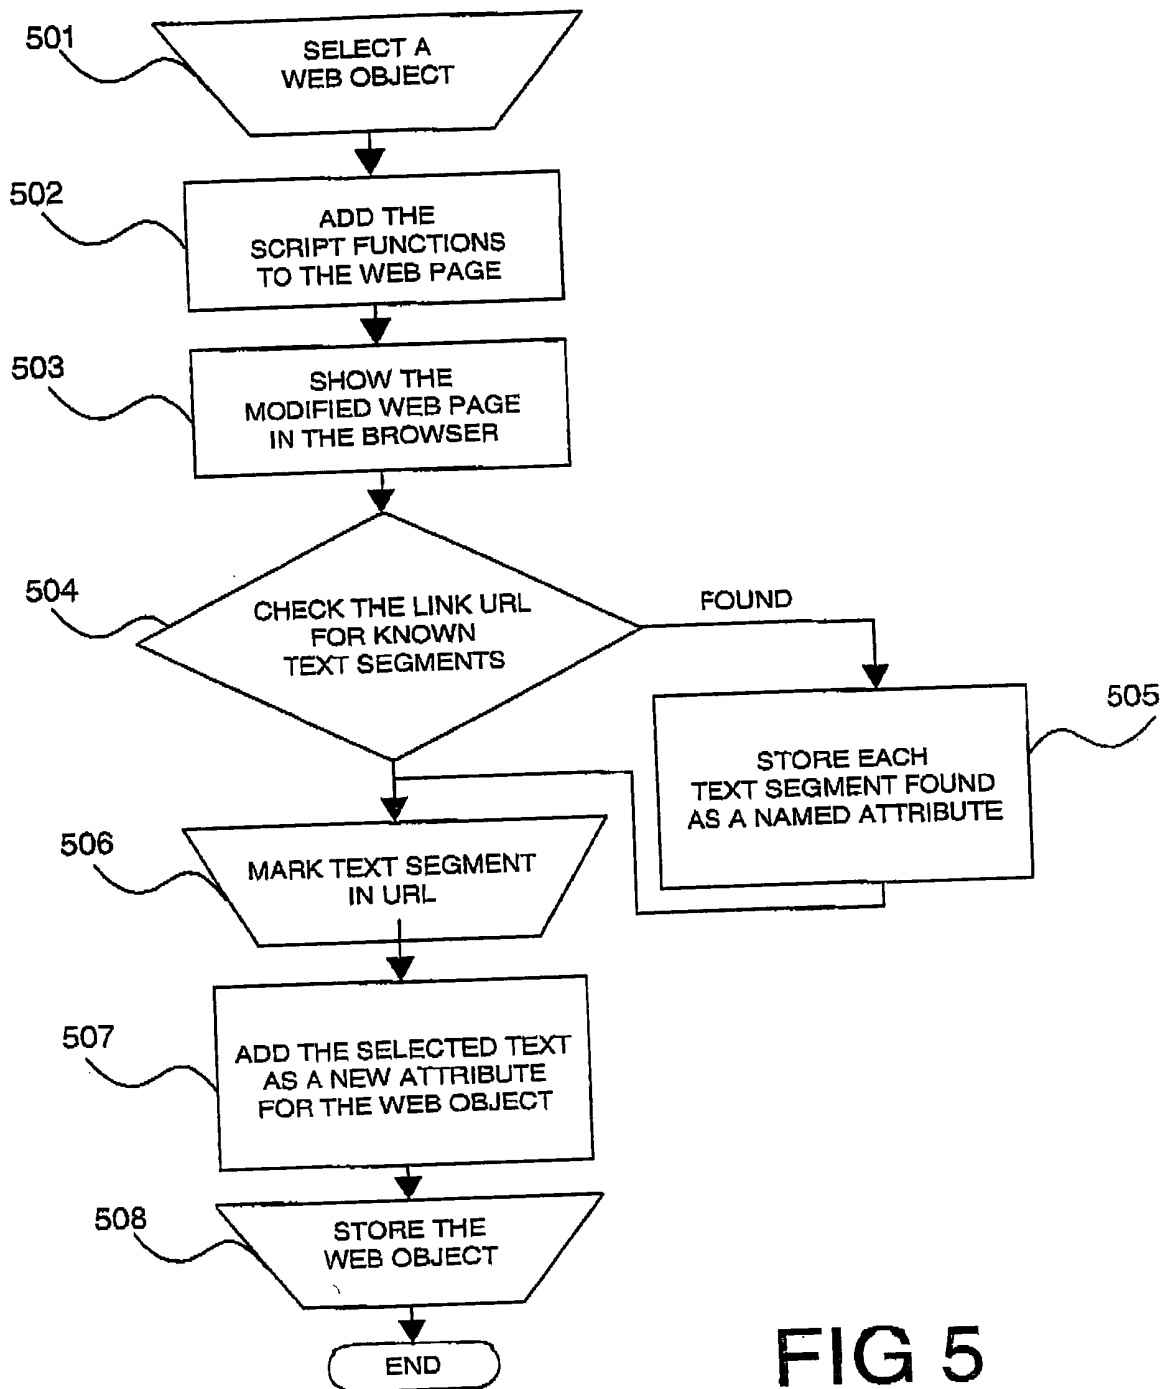 501
SELECT A
WEB OBJECT
502
ADD THE
SCRIPT FUNCTIONS
TO THE WEB PAGE
503
SHOW THE
MODIFIED WEB PAGE
IN THE BROWSER
504
CHECK THE LINK URL
FOR KNOWN
TEXT SEGMENTS
FOUND
505
STORE EACH
TEXT SEGMENT FOUND
AS A NAMED ATTRIBUTE
506
MARK TEXT SEGMENT
IN URL
507
ADD THE SELECTED TEXT
AS A NEW ATTRIBUTE
FOR THE WEB OBJECT
508
STORE THE
WEB OBJECT
END
FIG 5